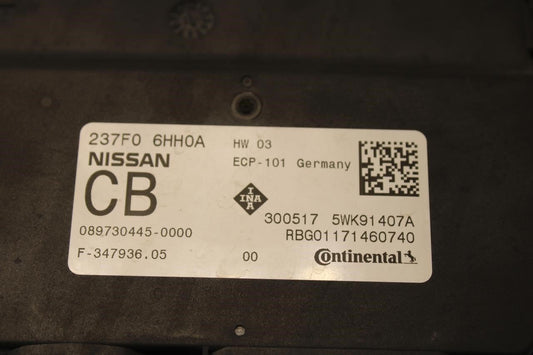 237F0 6HH0A HW 03
NISSAN ECP-101 Germany
CB
INA
INA
300517 5WK91407A
089730445-0000 RBG01171460740
F-347936.05 00 Continental